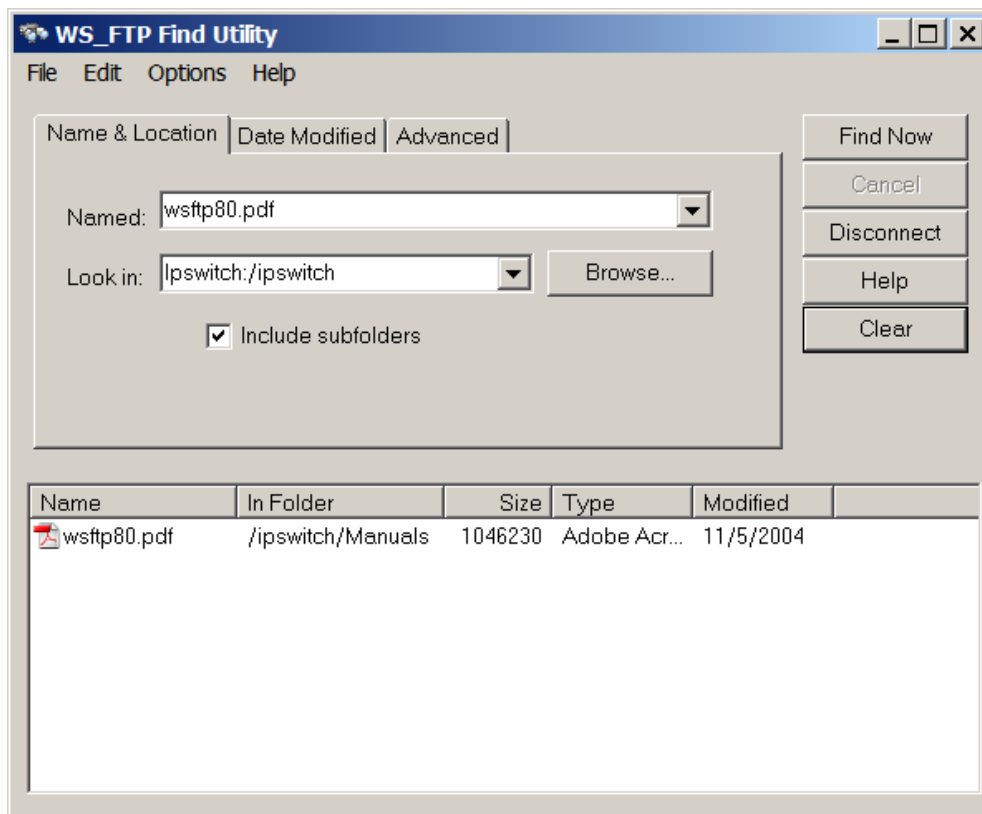 WS_FTP Find Utility
File Edit Options Help
Name & Location Date Modified Advanced
Find Now
Cancel
Named: wsftp80.pdf
Disconnect
Look in: Ipswitch:/ipswitch Browse...
Help
Include subfolders
Clear
Name In Folder Size Type Modified
wsftp80.pdf /ipswitch/Manuals 1046230 Adobe Acr... 11/5/2004